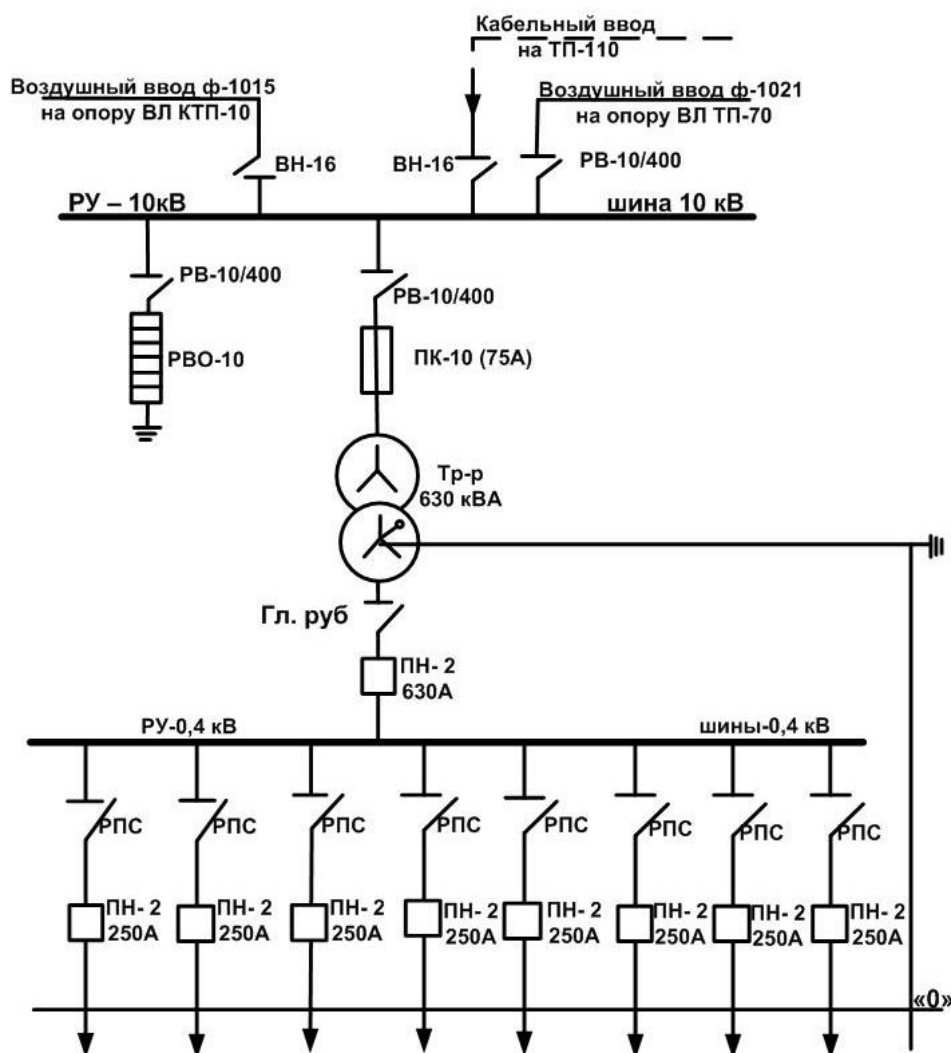 Кабельный ввод
на ТП-110
Воздушный ввод ф-1015
на опору ВЛ КТП-10
Воздушный ввод ф-1021
на опору ВЛ ТП-70
ВН-16
ВН-16
РВ-10/400
РУ – 10кВ
шина 10 кВ
РВ-10/400
РВ-10/400
РВО-10
ПК-10 (75А)
Тр-р
630 кВА
Гл. руб
ПН- 2
630А
РУ-0,4 кВ
шины-0,4 кВ
РПС
РПС
РПС
РПС
РПС
РПС
РПС
РПС
ПН- 2
250А
ПН- 2
250А
ПН- 2
250А
ПН- 2
250А
ПН- 2
250А
ПН- 2
250А
ПН- 2
250А
ПН- 2
250А
«0»